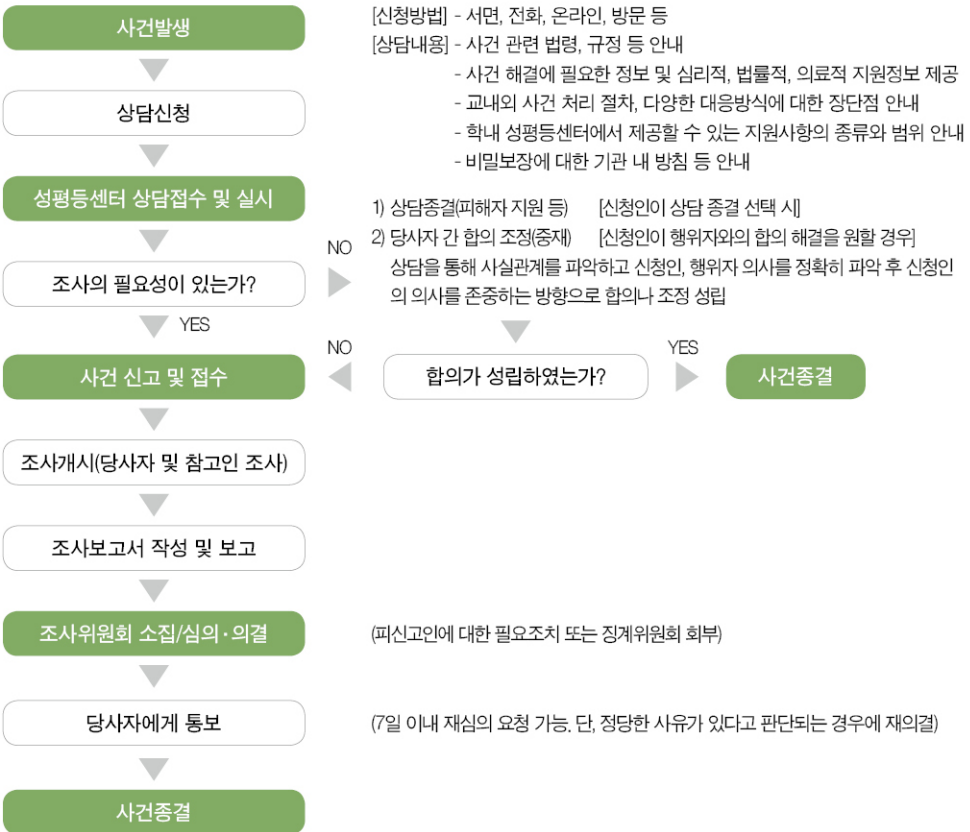 사건발생
[신청방법] - 서면, 전화, 온라인, 방문 등
[상담내용] - 사건 관련 법령, 규정 등 안내
- 사건 해결에 필요한 정보 및 심리적, 법률적, 의료적 지원정보 제공
- 교내외 사건 처리 절차, 다양한 대응방식에 대한 장단점 안내
- 학내 성평등센터에서 제공할 수 있는 지원사항의 종류와 범위 안내
- 비밀보장에 대한 기관 내 방침 등 안내
상담신청
성평등센터 상담접수 및 실시
조사의 필요성이 있는가?
NO
1) 상담종결(피해자 지원 등) [신청인이 상담 종결 선택 시]
2) 당사자 간 합의 조정(중재) [신청인이 행위자와의 합의 해결을 원할 경우]
상담을 통해 사실관계를 파악하고 신청인, 행위자 의사를 정확히 파악 후 신청인
의 의사를 존중하는 방향으로 합의나 조정 성립
YES
사건 신고 및 접수
NO
합의가 성립하였는가?
YES
사건종결
조사개시(당사자 및 참고인 조사)
조사보고서 작성 및 보고
조사위원회 소집/심의·의결
(피신고인에 대한 필요조치 또는 징계위원회 회부)
당사자에게 통보
(7일 이내 재심의 요청 가능. 단, 정당한 사유가 있다고 판단되는 경우에 재의결)
사건종결